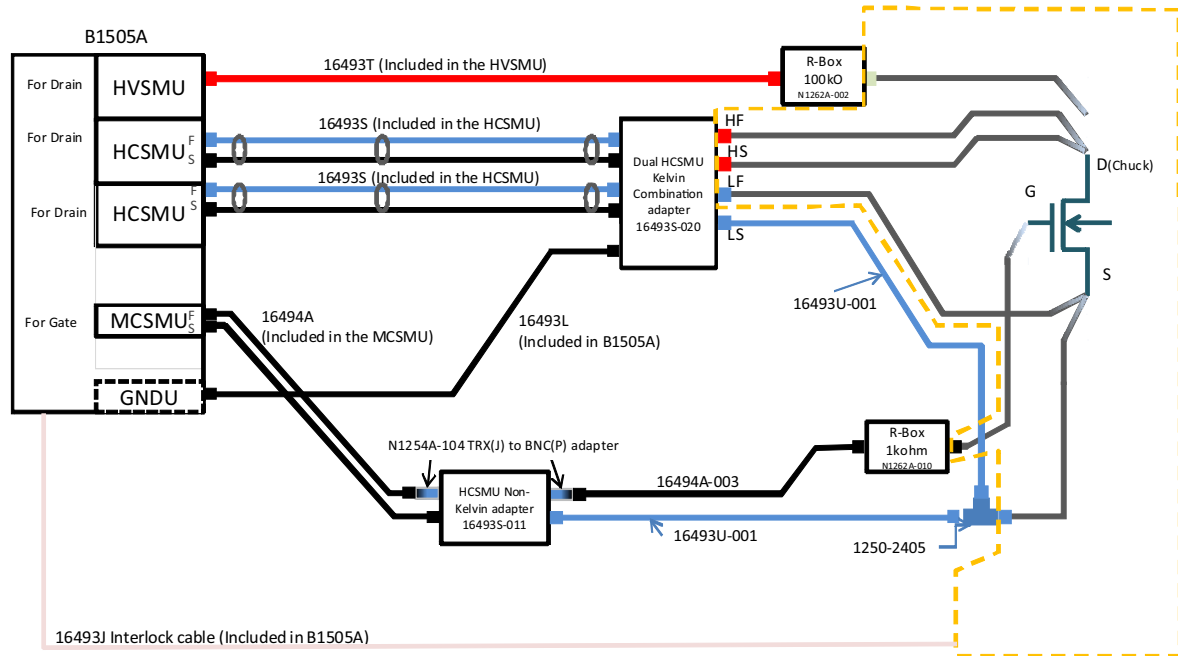 B1505A
For Drain
HVSMU
16493T (Included in the HVSMU)
R-Box
100kO
N1262A-002
For Drain
HCSMU
F
S
16493S (Included in the HCSMU)
16493S (Included in the HCSMU)
For Drain
HCSMU
F
S
Dual HCSMU
Kelvin
Combination
adapter
16493S-020
HF
HS
LF
LS
D(Chuck)
G
S
16493U-001
For Gate
MCSMU
F
S
16494A
(Included in the MCSMU)
16493L
(Included in B1505A)
GNDU
N1254A-104 TRX(J) to BNC(P) adapter
HCSMU Non-
Kelvin adapter
16493S-011
16494A-003
R-Box
1kohm
N1262A-010
16493U-001
1250-2405
16493J Interlock cable (Included in B1505A)